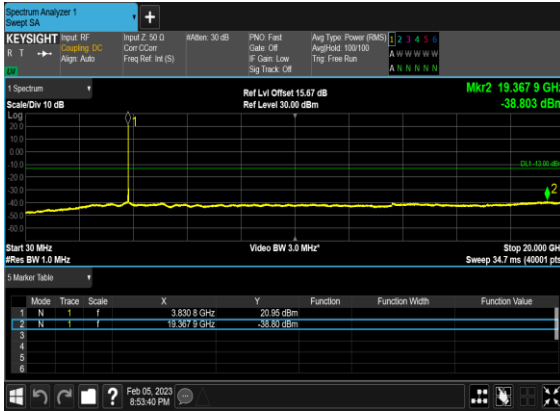 Spectrum Analyzer 1
Swept SA
+
KEYSIGHT
R T
LXI
Input: RF
Coupling: DC
Align: Auto
Input Z: 50 Ω
Corr CCorr
Freq Ref: Int (S)
#Atten: 30 dB
PNO: Fast
Gate: Off
IF Gain: Low
Sig Track: Off
Avg Type: Power (RMS)
Avg|Hold: 100/100
Trig: Free Run
1 2 3 4 5 6
A W W W W W
A N N N N N
1 Spectrum
Scale/Div 10 dB
Ref Lvl Offset 15.67 dB
Ref Level 30.00 dBm
Mkr2 19.367 9 GHz
-38.803 dBm
Log
20.0
10.0
0.00
-10.0
-20.0
-30.0
-40.0
-50.0
-60.0
1
DL1 -13.00 dBm
2
Start 30 MHz
#Res BW 1.0 MHz
Video BW 3.0 MHz*
Stop 20.000 GHz
Sweep 34.7 ms (40001 pts)
5 Marker Table
Mode Trace Scale X Y Function Function Width Function Value
1 N 1 f 3.830 8 GHz 20.95 dBm
2 N 1 f 19.367 9 GHz -38.80 dBm
3
4
5
6
?
Feb 05, 2023
8:53:40 PM